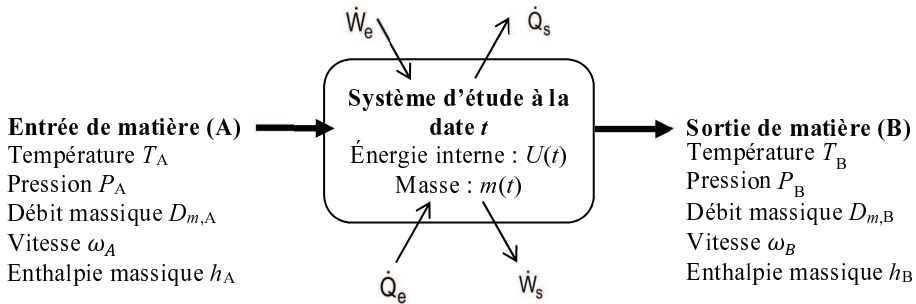 Ẇe
Q̇s
Système d'étude à la
date t
Énergie interne : U(t)
Masse : m(t)
Entrée de matière (A)
Température TA
Pression PA
Débit massique Dm,A
Vitesse ωA
Enthalpie massique hA
Sortie de matière (B)
Température TB
Pression PB
Débit massique Dm,B
Vitesse ωB
Enthalpie massique hB
Q̇e
Ẇs